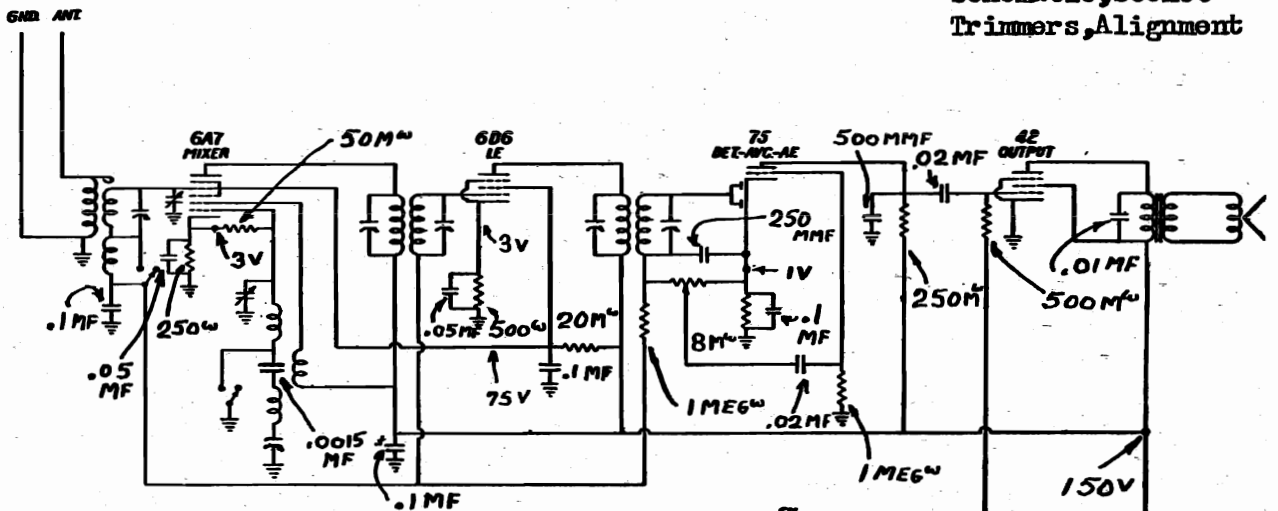 Trimmers,Alignment
GND ANT
6A7
MIXER
50Mω
6D6
75
DET-AVC-AF
500MMF
.02MF
42
OUTPUT
3V
3V
250
MMF
1V
.1MF
.05
MF
250ω
.05MF
500ω
20Mω
.1MF
75V
8Mω
.1
MF
250Mω
500Mω
.01MF
.0015
MF
.1MF
1MEGω
.02MF
1MEGω
150V